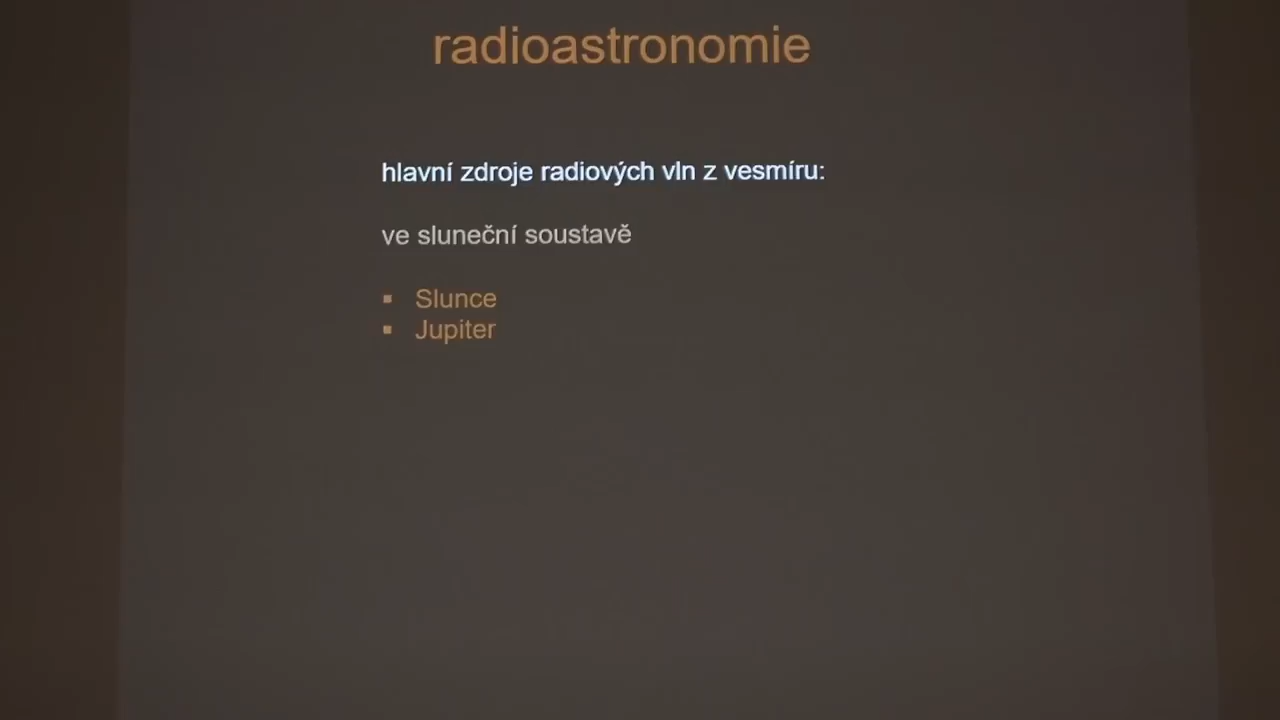 radioastronomie
hlavní zdroje radiových vln z vesmíru:
ve sluneční soustavě
▪ Slunce
▪ Jupiter